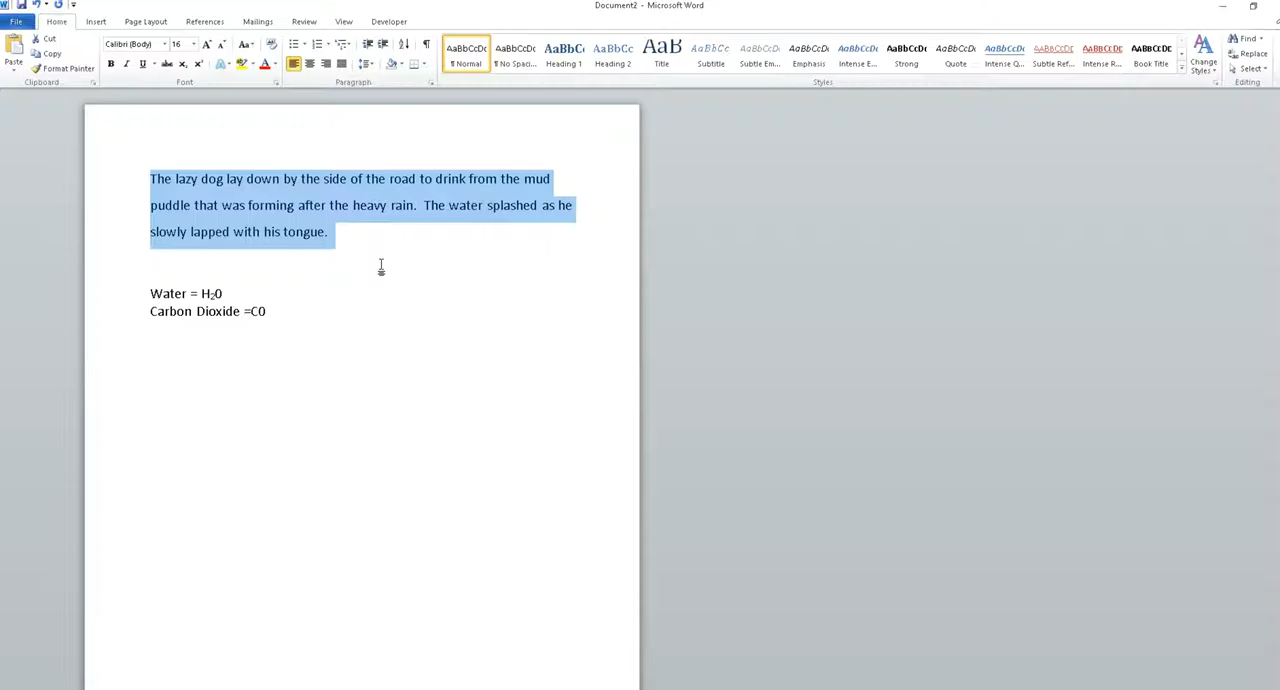 Document2 - Microsoft Word
File Home Insert Page Layout References Mailings Review View Developer
Cut
Copy
Format Painter
Paste
Clipboard
Calibri (Body) 16
Font
Paragraph
AaBbCcDc AaBbCcDc AaBbC AaBbCc AaB AaBbCc AaBbCcDc AaBbCcDc AaBbCcDc AaBbCcDc AaBbCcDc AaBbCcDc AABBCCDC AABBCCDC AABBCCDC
¶ Normal ¶ No Spaci... Heading 1 Heading 2 Title Subtitle Subtle Em... Emphasis Intense E... Strong Quote Intense Q... Subtle Ref... Intense R... Book Title
Styles
Change
Styles
Find
Replace
Select
Editing
The lazy dog lay down by the side of the road to drink from the mud
puddle that was forming after the heavy rain.  The water splashed as he
slowly lapped with his tongue.
Water = H₂0
Carbon Dioxide =C0